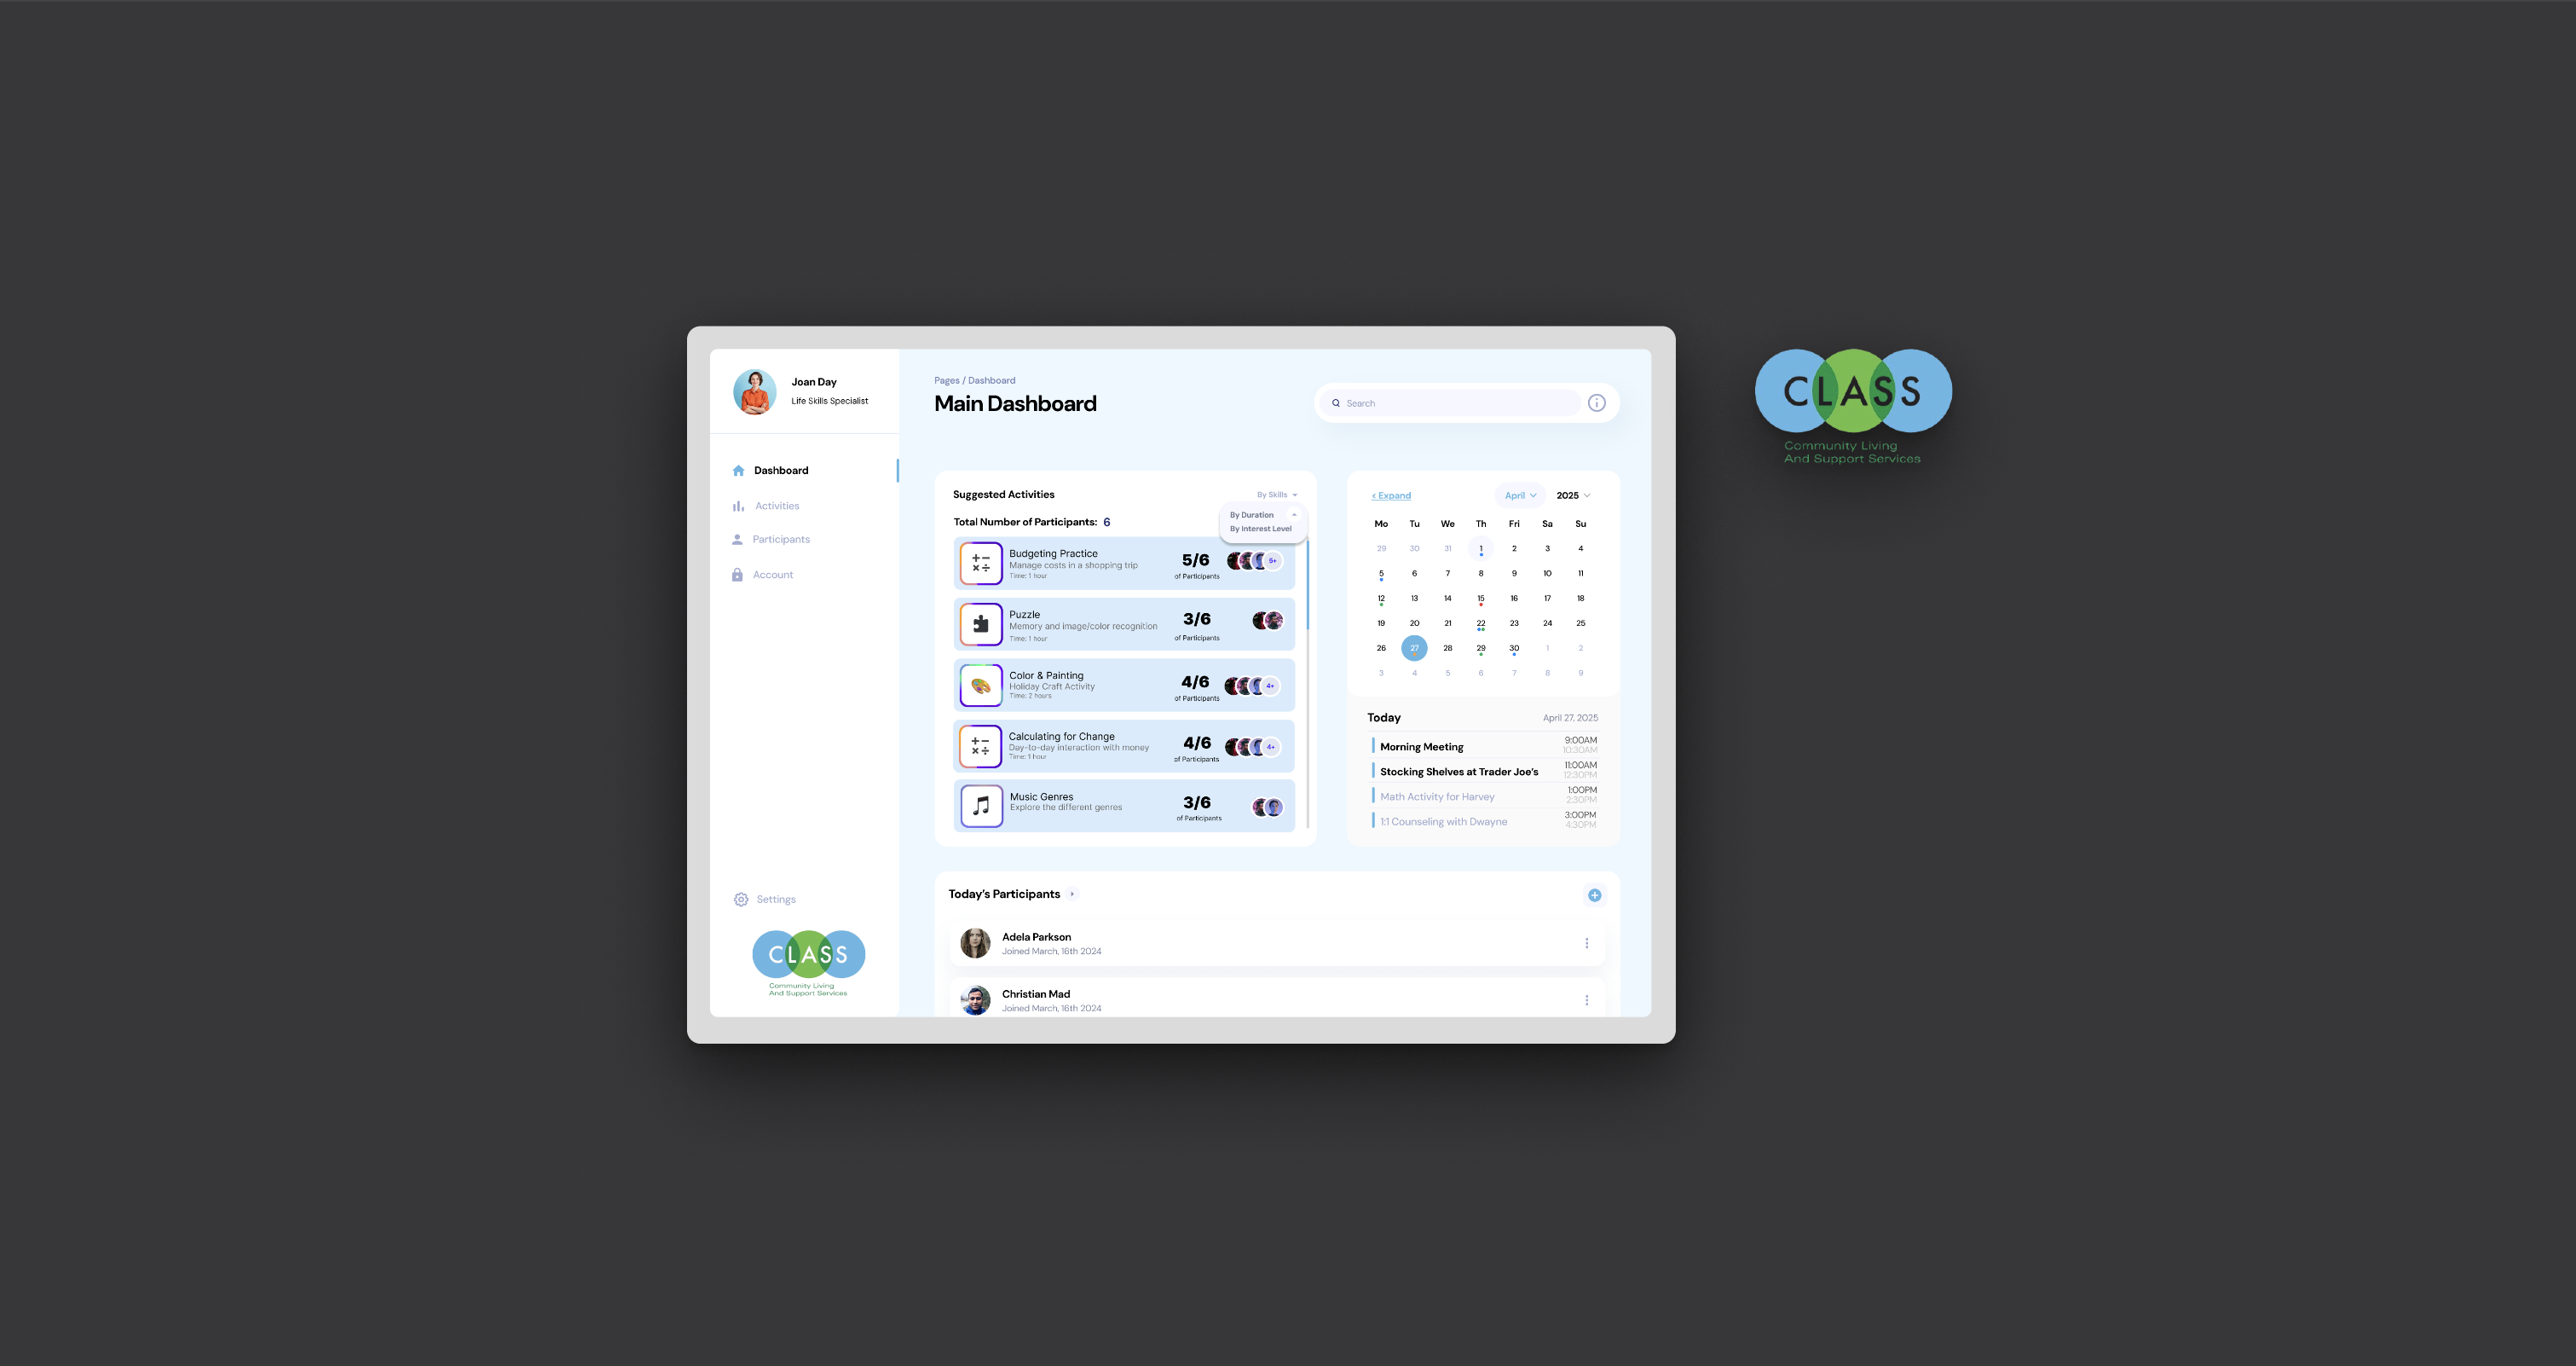 Joan Day
Life Skills Specialist
Dashboard
Activities
Participants
Account
Settings
CLASS
Community Living
And Support Services
Pages / Dashboard
Main Dashboard
Search
Suggested Activities
By Skills
By Duration
By Interest Level
Total Number of Participants: 6
Budgeting Practice
Manage costs in a shopping trip
Time: 1 hour
5/6
of Participants
5+
Puzzle
Memory and image/color recognition
Time: 1 hour
3/6
of Participants
Color & Painting
Holiday Craft Activity
Time: 2 hours
4/6
of Participants
4+
Calculating for Change
Day-to-day interaction with money
Time: 1 hour
4/6
of Participants
4+
Music Genres
Explore the different genres
3/6
of Participants
< Expand
April
2025
Mo Tu We Th Fri Sa Su
29 30 31 1 2 3 4
5 6 7 8 9 10 11
12 13 14 15 16 17 18
19 20 21 22 23 24 25
26 27 28 29 30 1 2
3 4 5 6 7 8 9
Today
April 27, 2025
Morning Meeting
9:00AM
10:30AM
Stocking Shelves at Trader Joe's
11:00AM
12:30PM
Math Activity for Harvey
1:00PM
2:30PM
1:1 Counseling with Dwayne
3:00PM
4:30PM
Today's Participants
Adela Parkson
Joined March, 16th 2024
Christian Mad
Joined March, 16th 2024
CLASS
Community Living
And Support Services